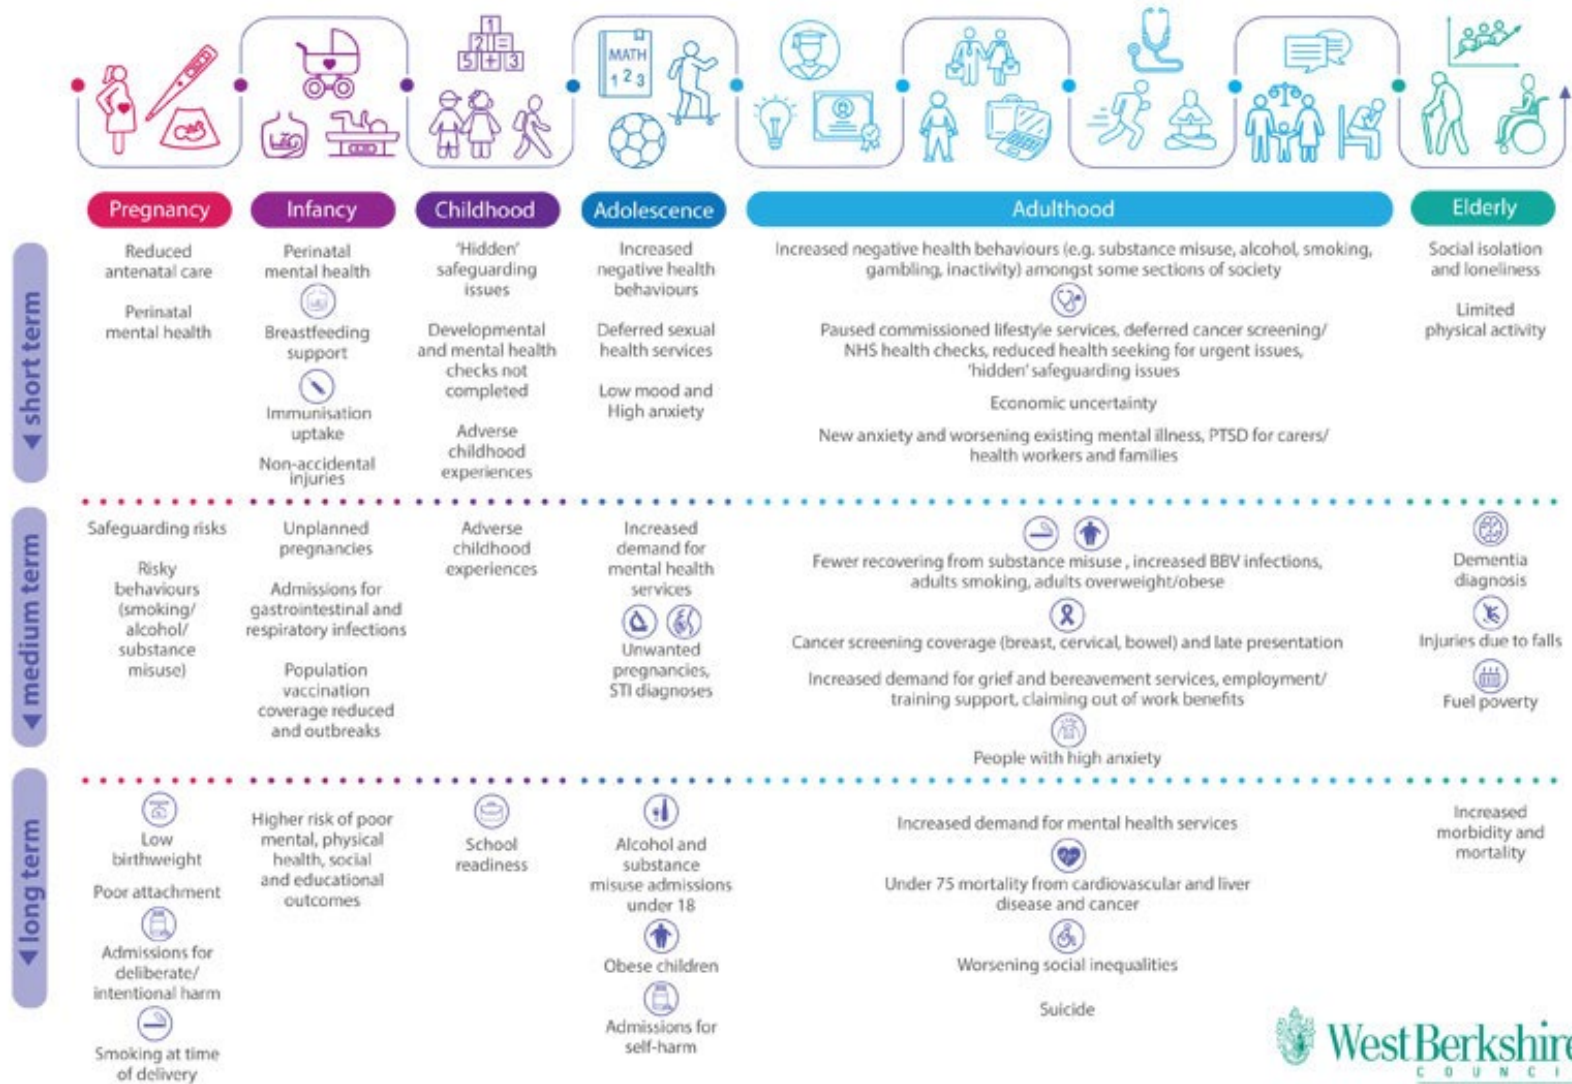 1
2 =
5 + 3
MATH
1 2 3
Pregnancy
Infancy
Childhood
Adolescence
Adulthood
Elderly
short term
Reduced
antenatal care
Perinatal
mental health
Perinatal
mental health
Breastfeeding
support
Immunisation
uptake
Non-accidental
injuries
'Hidden'
safeguarding
issues
Developmental
and mental health
checks not
completed
Adverse
childhood
experiences
Increased
negative health
behaviours
Deferred sexual
health services
Low mood and
High anxiety
Increased negative health behaviours (e.g. substance misuse, alcohol, smoking,
gambling, inactivity) amongst some sections of society
Paused commissioned lifestyle services, deferred cancer screening/
NHS health checks, reduced health seeking for urgent issues,
'hidden' safeguarding issues
Economic uncertainty
New anxiety and worsening existing mental illness, PTSD for carers/
health workers and families
Social isolation
and loneliness
Limited
physical activity
medium term
Safeguarding risks
Risky
behaviours
(smoking/
alcohol/
substance
misuse)
Unplanned
pregnancies
Admissions for
gastrointestinal and
respiratory infections
Population
vaccination
coverage reduced
and outbreaks
Adverse
childhood
experiences
Increased
demand for
mental health
services
Unwanted
pregnancies,
STI diagnoses
Fewer recovering from substance misuse , increased BBV infections,
adults smoking, adults overweight/obese
Cancer screening coverage (breast, cervical, bowel) and late presentation
Increased demand for grief and bereavement services, employment/
training support, claiming out of work benefits
People with high anxiety
Dementia
diagnosis
Injuries due to falls
Fuel poverty
long term
Low
birthweight
Poor attachment
Admissions for
deliberate/
intentional harm
Smoking at time
of delivery
Higher risk of poor
mental, physical
health, social
and educational
outcomes
School
readiness
Alcohol and
substance
misuse admissions
under 18
Obese children
Admissions for
self-harm
Increased demand for mental health services
Under 75 mortality from cardiovascular and liver
disease and cancer
Worsening social inequalities
Suicide
Increased
morbidity and
mortality
West Berkshire
C O U N C I